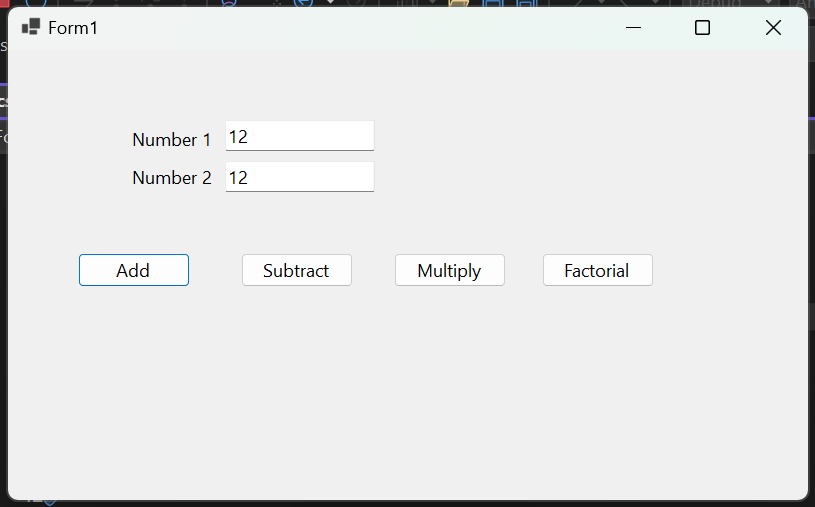 Form1
Number 1 12
Number 2 12
Add Subtract Multiply Factorial